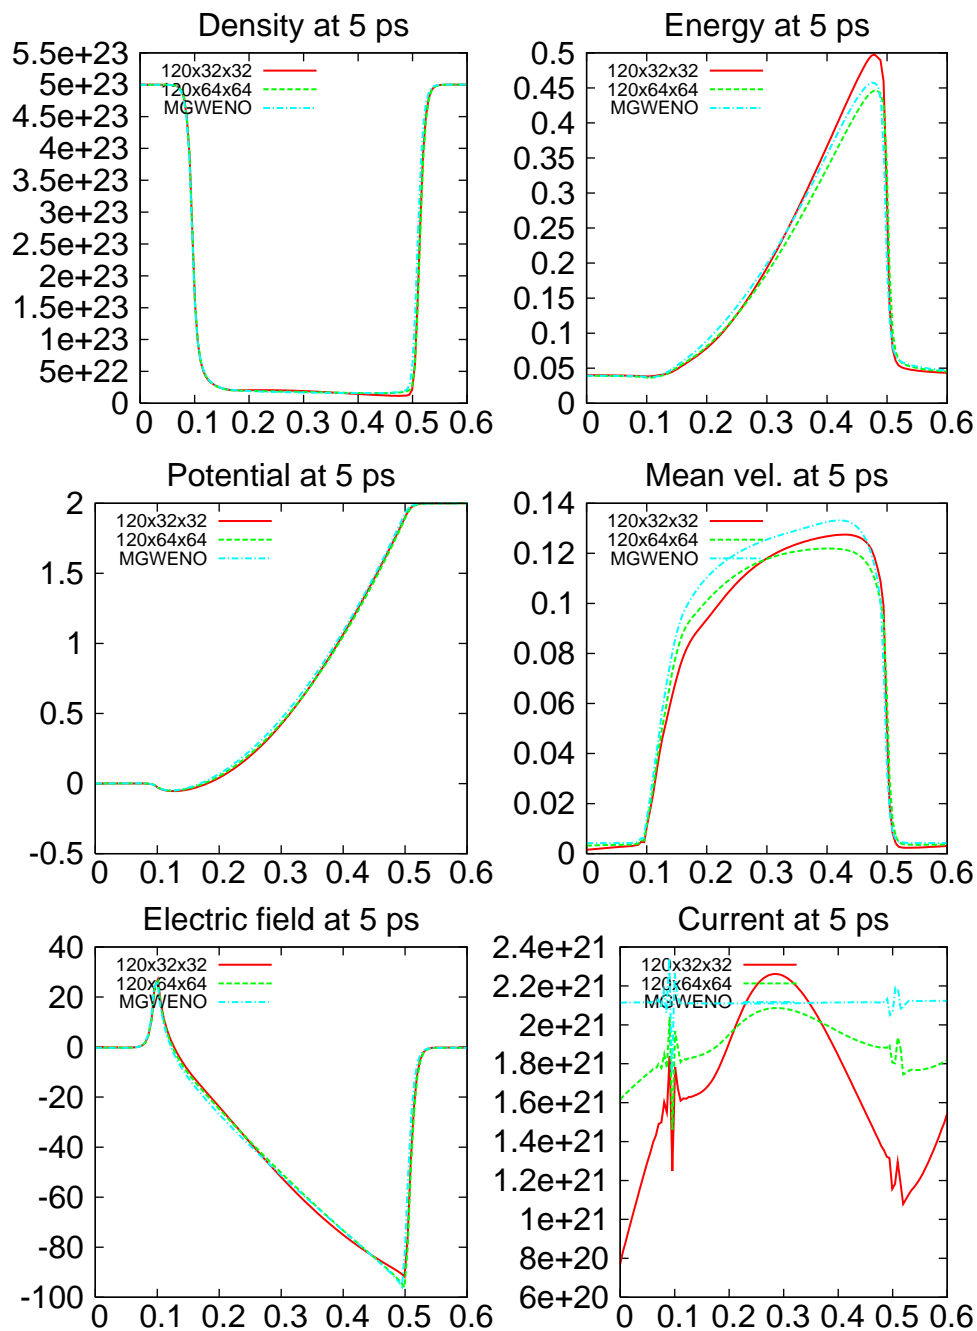 Density at 5 ps
5.5e+23
5e+23
4.5e+23
4e+23
3.5e+23
3e+23
2.5e+23
2e+23
1.5e+23
1e+23
5e+22
0
120x32x32
120x64x64
MGWENO
0 0.1 0.2 0.3 0.4 0.5 0.6
Energy at 5 ps
0.5
0.45
0.4
0.35
0.3
0.25
0.2
0.15
0.1
0.05
0
120x32x32
120x64x64
MGWENO
0 0.1 0.2 0.3 0.4 0.5 0.6
Potential at 5 ps
2
1.5
1
0.5
0
-0.5
120x32x32
120x64x64
MGWENO
0 0.1 0.2 0.3 0.4 0.5 0.6
Mean vel. at 5 ps
0.14
0.12
0.1
0.08
0.06
0.04
0.02
0
120x32x32
120x64x64
MGWENO
0 0.1 0.2 0.3 0.4 0.5 0.6
Electric field at 5 ps
40
20
0
-20
-40
-60
-80
-100
120x32x32
120x64x64
MGWENO
0 0.1 0.2 0.3 0.4 0.5 0.6
Current at 5 ps
2.4e+21
2.2e+21
2e+21
1.8e+21
1.6e+21
1.4e+21
1.2e+21
1e+21
8e+20
6e+20
120x32x32
120x64x64
MGWENO
0 0.1 0.2 0.3 0.4 0.5 0.6